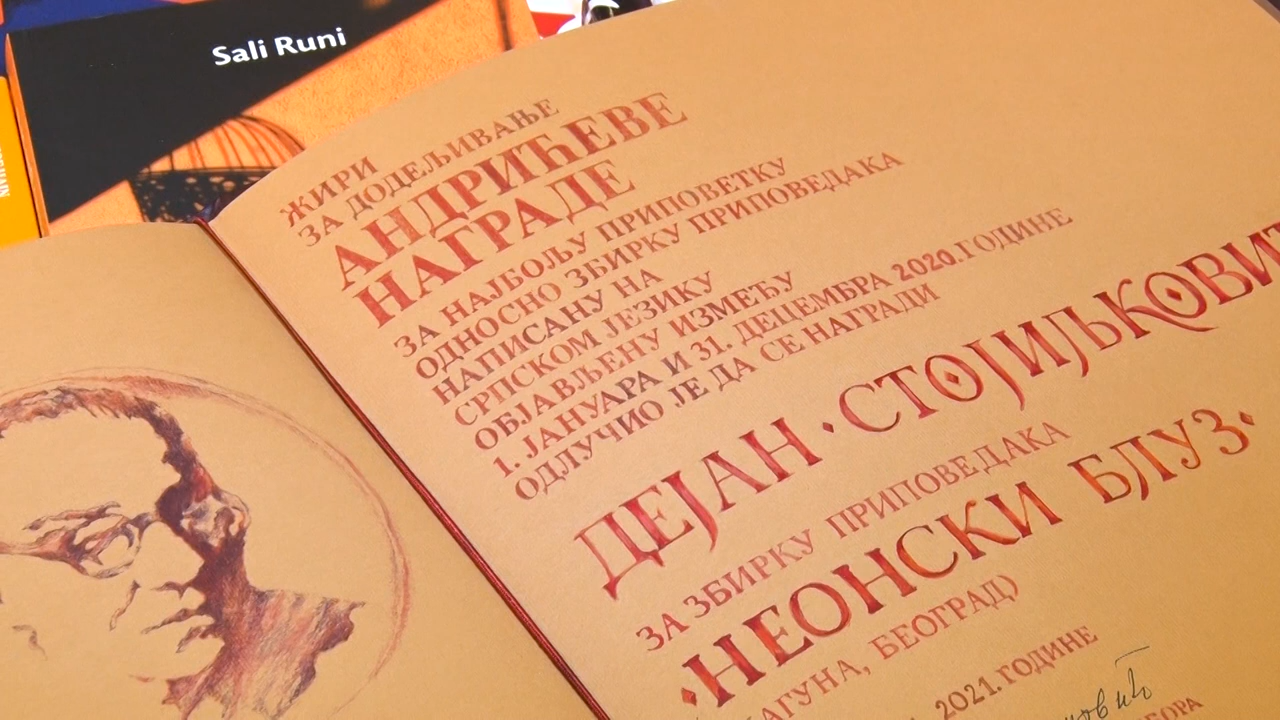 Sali Runi
ЖИРИ
ЗА ДОДЕЉИВАЊЕ
АНДРИЋЕВЕ
НАГРАДЕ
ЗА НАЈБОЉУ ПРИПОВЕТКУ
ОДНОСНО ЗБИРКУ ПРИПОВЕДАКА
НАПИСАНУ НА
СРПСКОМ ЈЕЗИКУ
ОБЈАВЉЕНУ ИЗМЕЂУ
1. ЈАНУАРА И 31. ДЕЦЕМБРА 2020. ГОДИНЕ
ОДЛУЧИО ЈЕ ДА СЕ НАГРАДИ
ДЕЈАН · СТОЈИЉКОВИ
ЗА ЗБИРКУ ПРИПОВЕДАКА
·НЕОНСКИ БЛУЗ·
АГУНА, БЕОГРАД)
2021. ГОДИНЕ